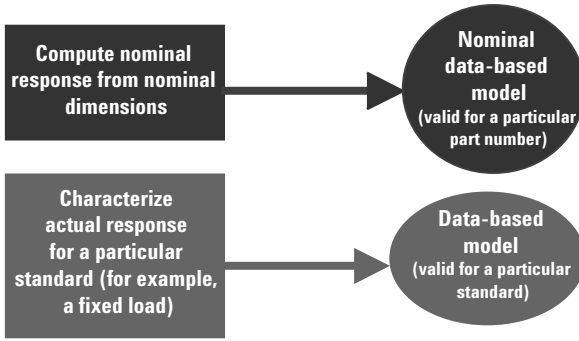 Compute nominal
response from nominal
dimensions
Nominal
data-based
model
(valid for a particular
part number)
Characterize
actual response
for a particular
standard (for example,
a fixed load)
Data-based
model
(valid for a particular
standard)